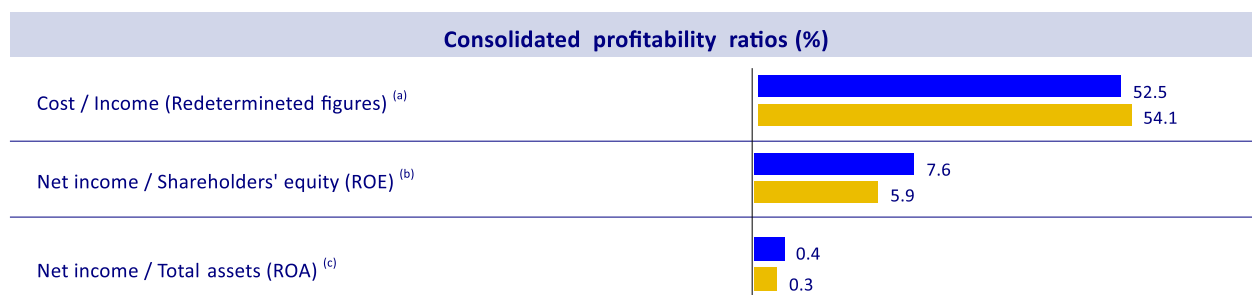 Consolidated profitability ratios (%)
Cost / Income (Redetermineted figures) (a)
52.5
54.1
Net income / Shareholders' equity (ROE) (b)
7.6
5.9
Net income / Total assets (ROA) (c)
0.4
0.3